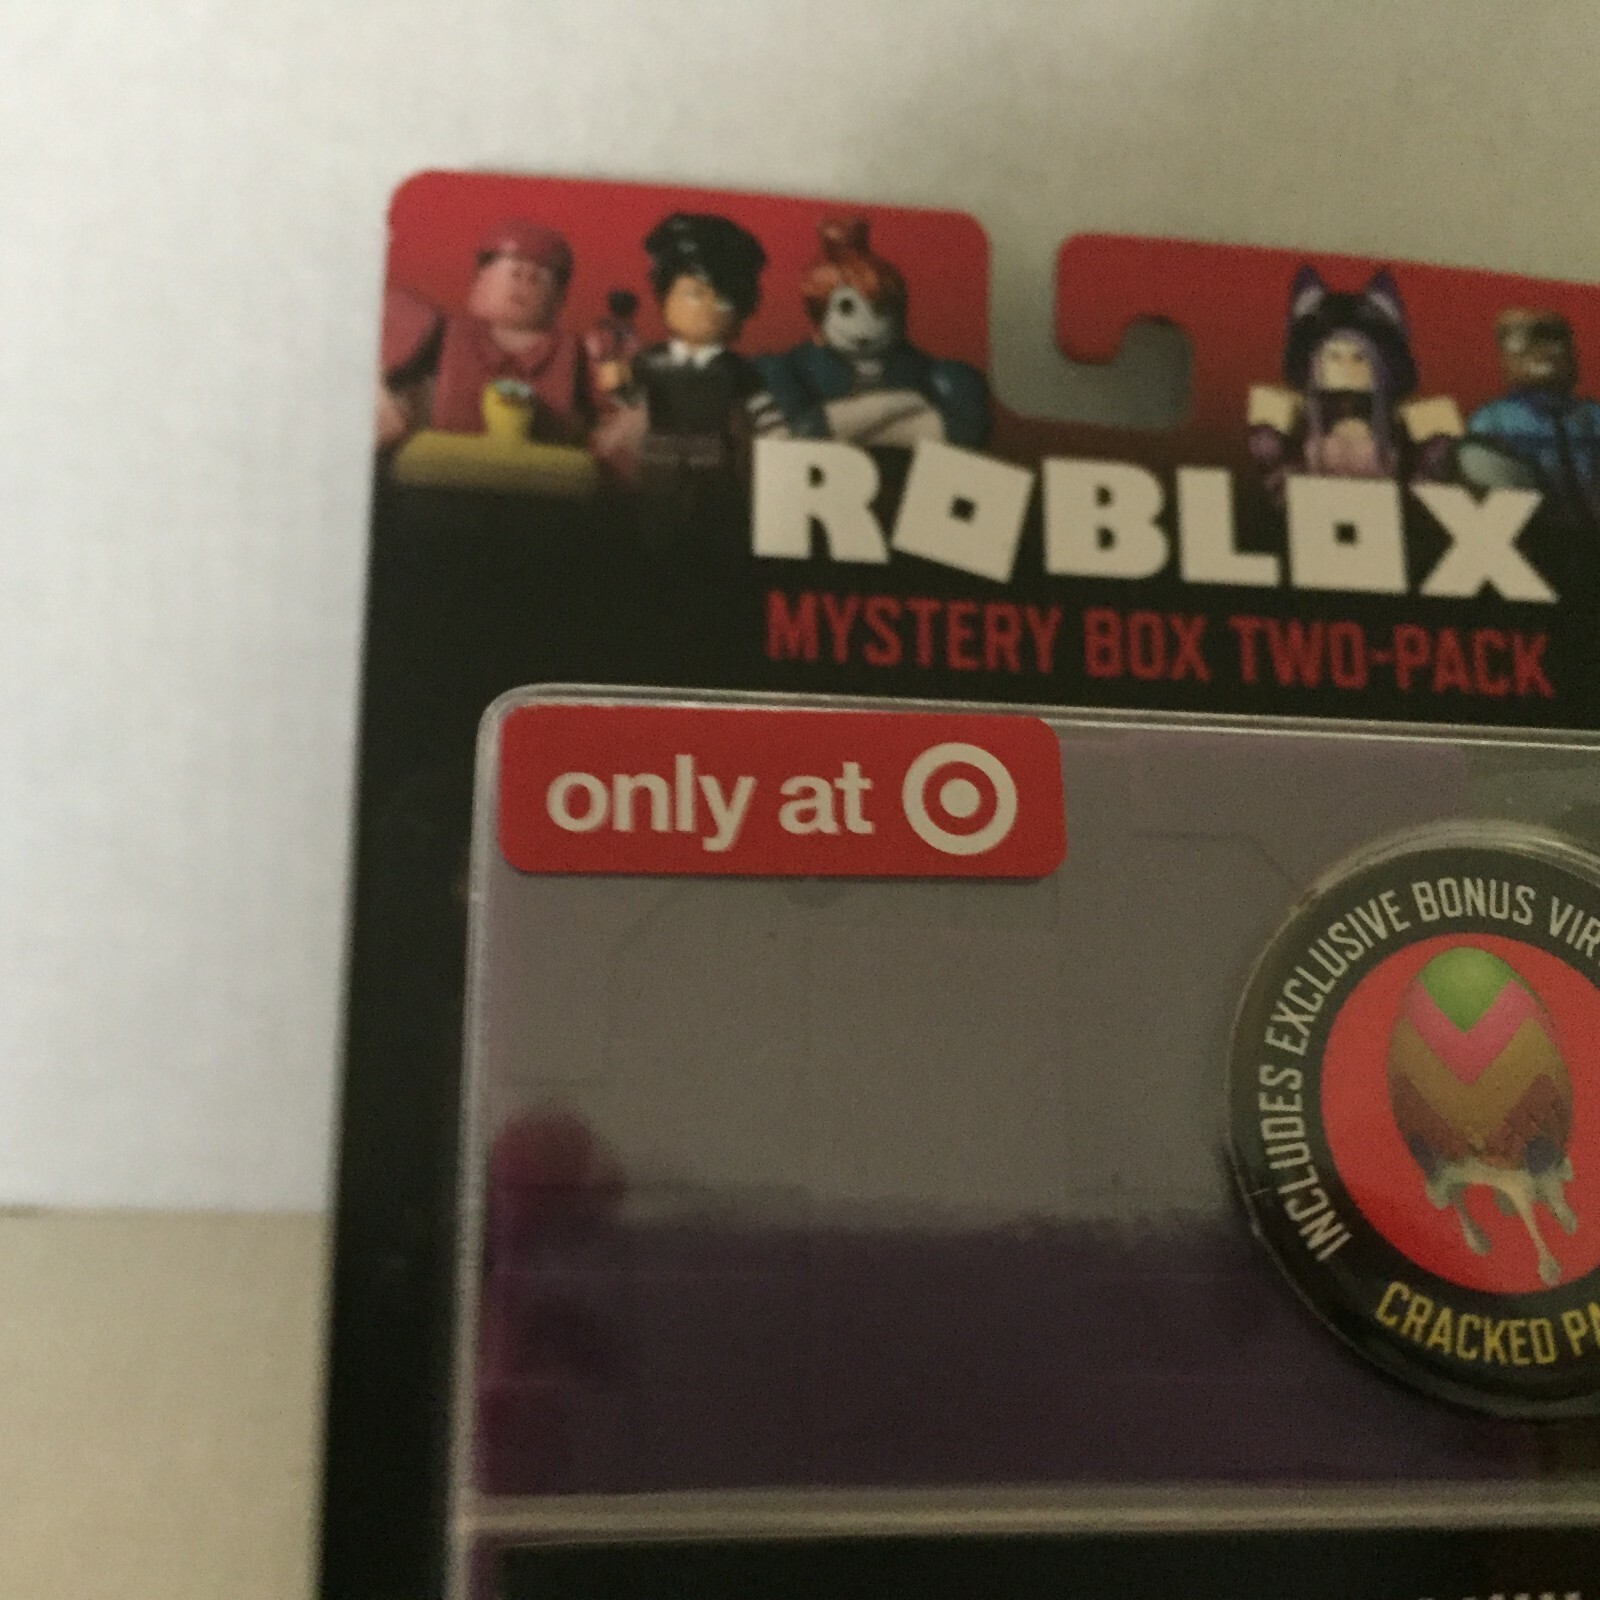 ROBLOX
MYSTERY BOX TWO-PACK
only at
INCLUDES EXCLUSIVE BONUS
CRACKED